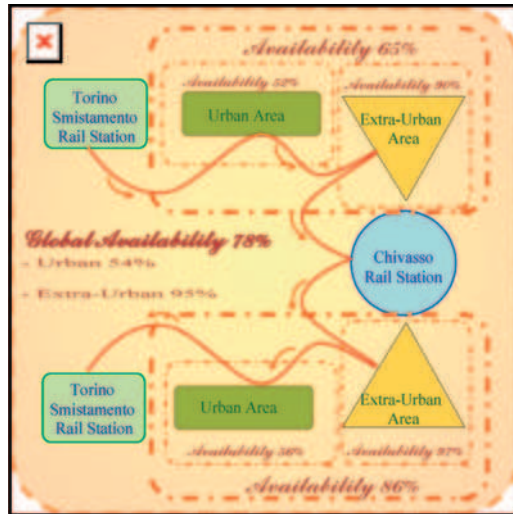 Availability 65%
Availability 52%
Availability 90%
Torino
Smistamento
Rail Station
Urban Area
Extra-Urban
Area
Global Availability 78%
- Urban 54%
- Extra-Urban 95%
Chivasso
Rail Station
Torino
Smistamento
Rail Station
Urban Area
Extra-Urban
Area
Availability 56%
Availability 97%
Availability 86%